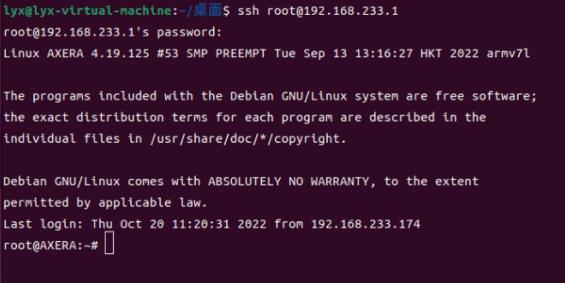 lyx@lyx-virtual-machine:~/桌面$ ssh root@192.168.233.1
root@192.168.233.1's password:
Linux AXERA 4.19.125 #53 SMP PREEMPT Tue Sep 13 13:16:27 HKT 2022 armv7l
The programs included with the Debian GNU/Linux system are free software;
the exact distribution terms for each program are described in the
individual files in /usr/share/doc/*/copyright.
Debian GNU/Linux comes with ABSOLUTELY NO WARRANTY, to the extent
permitted by applicable law.
Last login: Thu Oct 20 11:20:31 2022 from 192.168.233.174
root@AXERA:~#